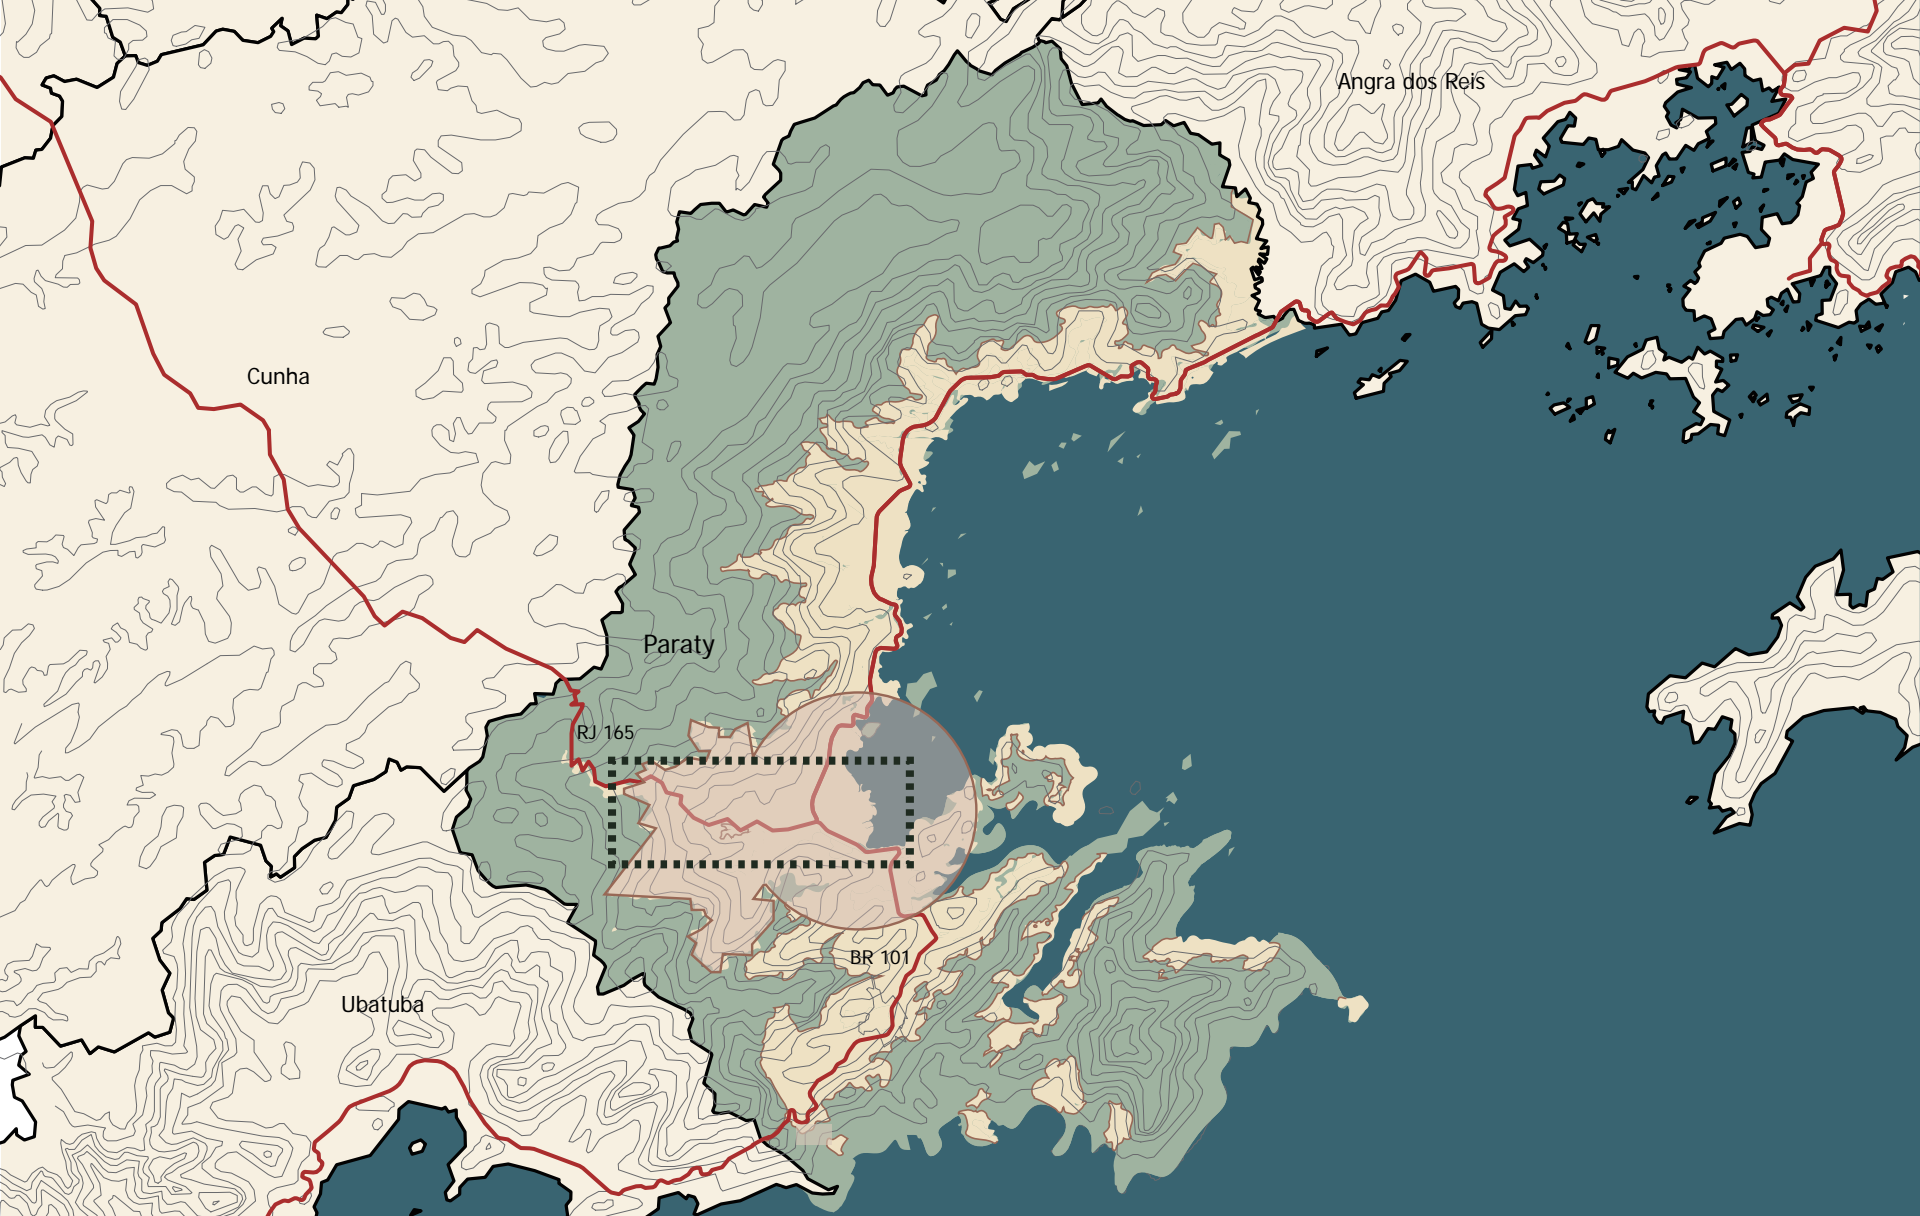 Angra dos Reis
Cunha
Paraty
RJ 165
BR 101
Ubatuba